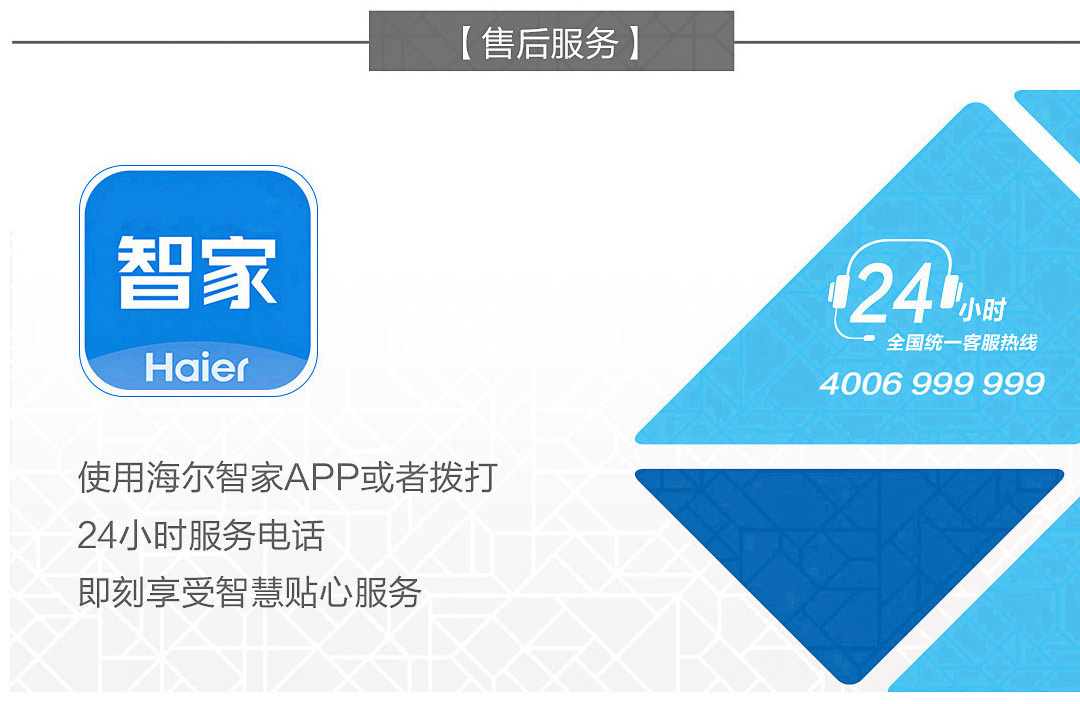 【售后服务】
智家
Haier
24小时
全国统一客服热线
4006 999 999
使用海尔智家APP或者拨打
24小时服务电话
即刻享受智慧贴心服务